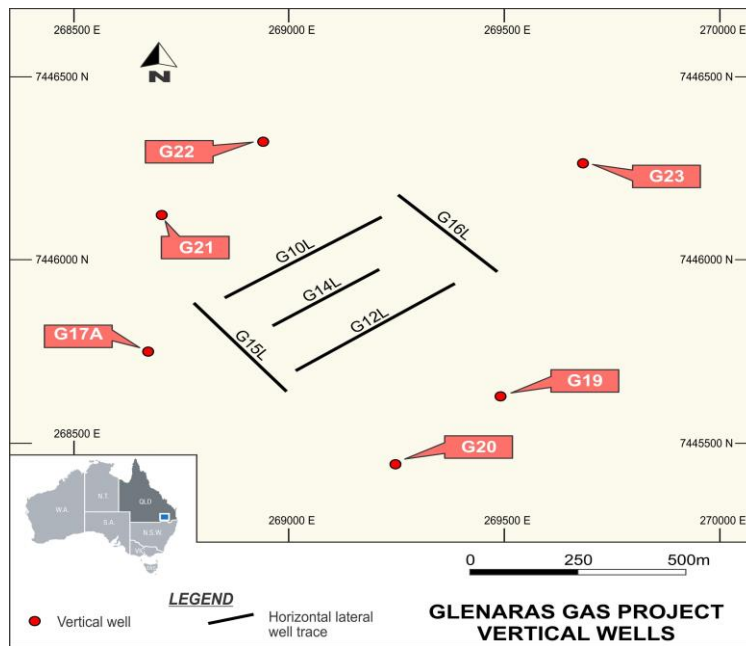 268500 E
269000 E
269500 E
270000 E
7446500 N
7446500 N
N
G22
G23
G21
G16L
G10L
7446000 N
7446000 N
G14L
G12L
G15L
G17A
G19
268500 E
G20
7445500 N
W.A.
N.T.
QLD
S.A.
N.S.W.
269000 E
269500 E
270000 E
0 250 500m
LEGEND
Vertical well
Horizontal lateral
well trace
GLENARAS GAS PROJECT
VERTICAL WELLS